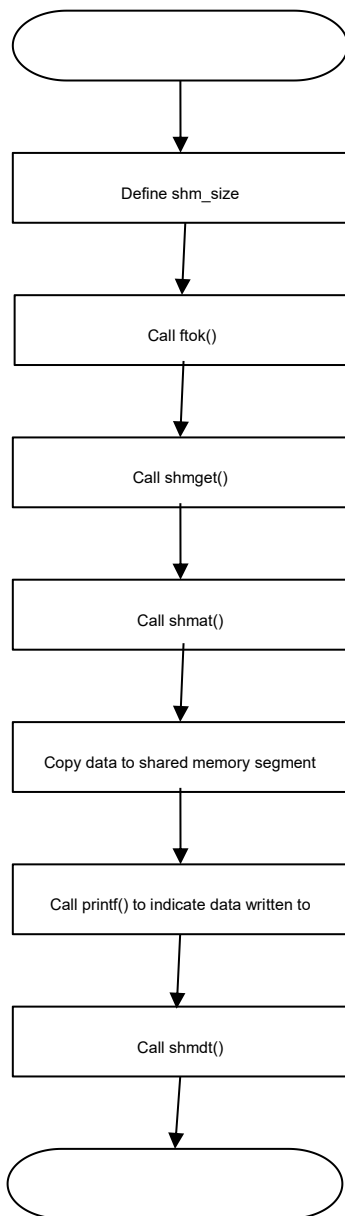 Define shm_size
Call ftok()
Call shmget()
Call shmat()
Copy data to shared memory segment
Call printf() to indicate data written to
Call shmdt()